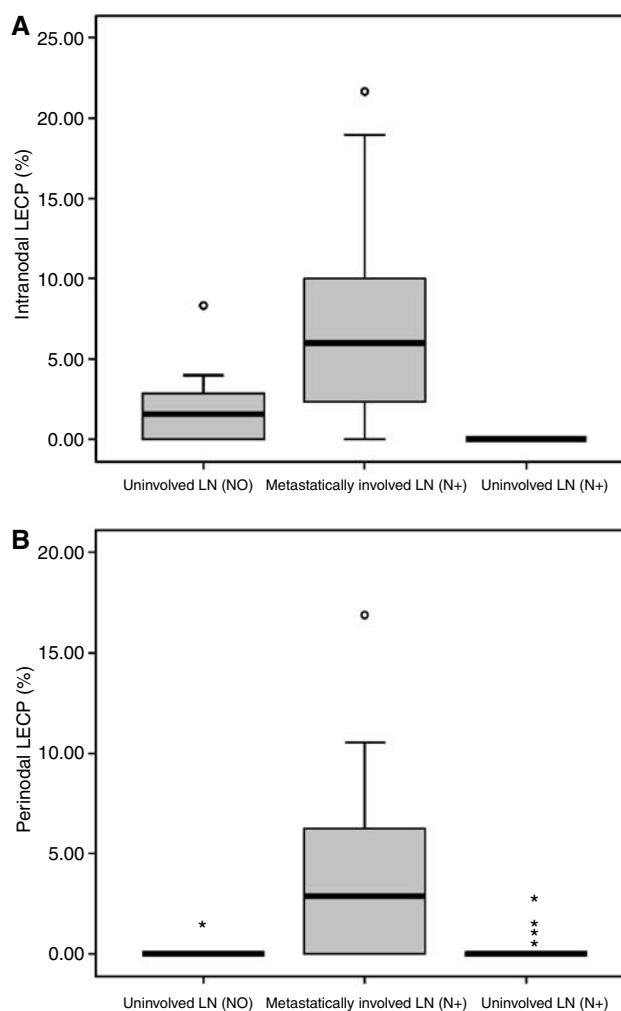 A
25.00
20.00
15.00
10.00
5.00
0.00
Intranodal LECP (%)
Uninvolved LN (NO) Metastatically involved LN (N+) Uninvolved LN (N+)
B
20.00
15.00
10.00
5.00
0.00
Perinodal LECP (%)
Uninvolved LN (NO) Metastatically involved LN (N+) Uninvolved LN (N+)